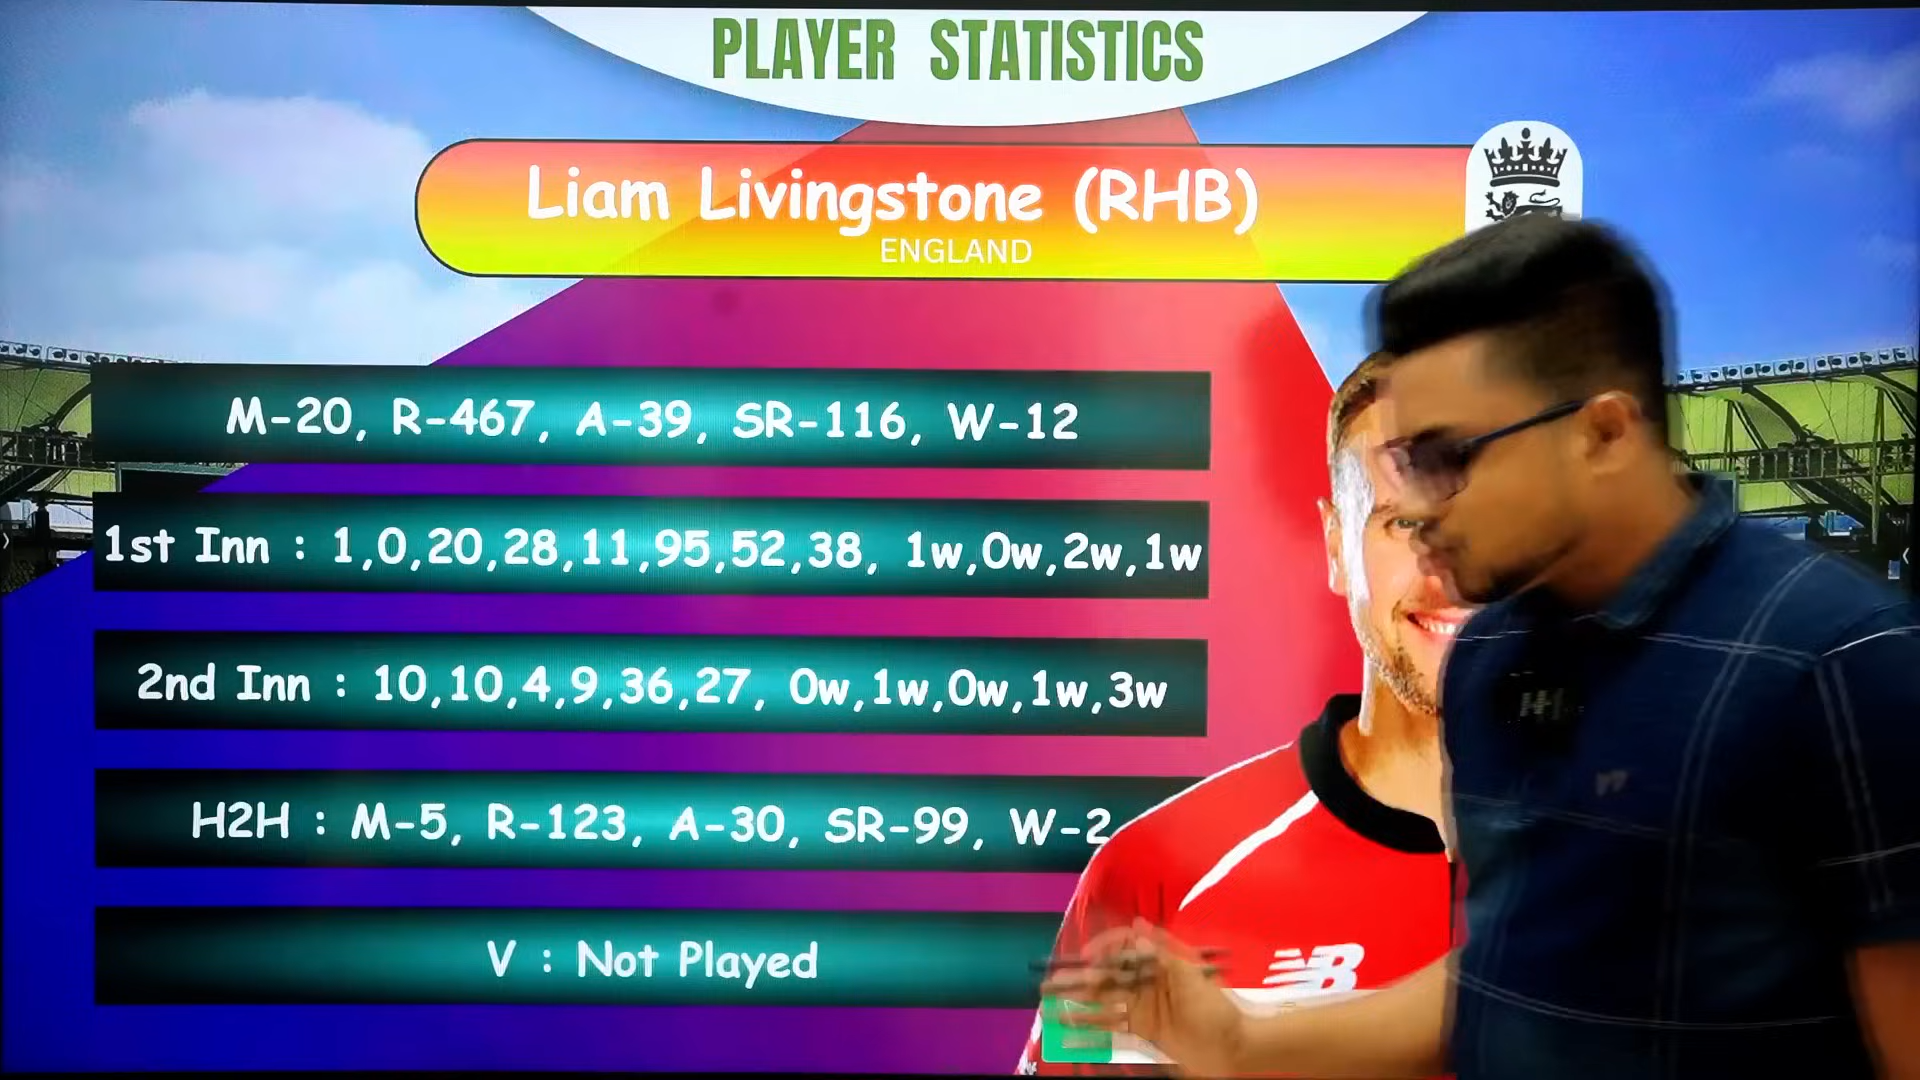 PLAYER STATISTICS
Liam Livingstone (RHB)
ENGLAND
M-20, R-467, A-39, SR-116, W-12
1st Inn : 1,0,20,28,11,95,52,38, 1w,0w,2w,1w
2nd Inn : 10,10,4,9,36,27, 0w,1w,0w,1w,3w
H2H : M-5, R-123, A-30, SR-99, W-2
V : Not Played
NB